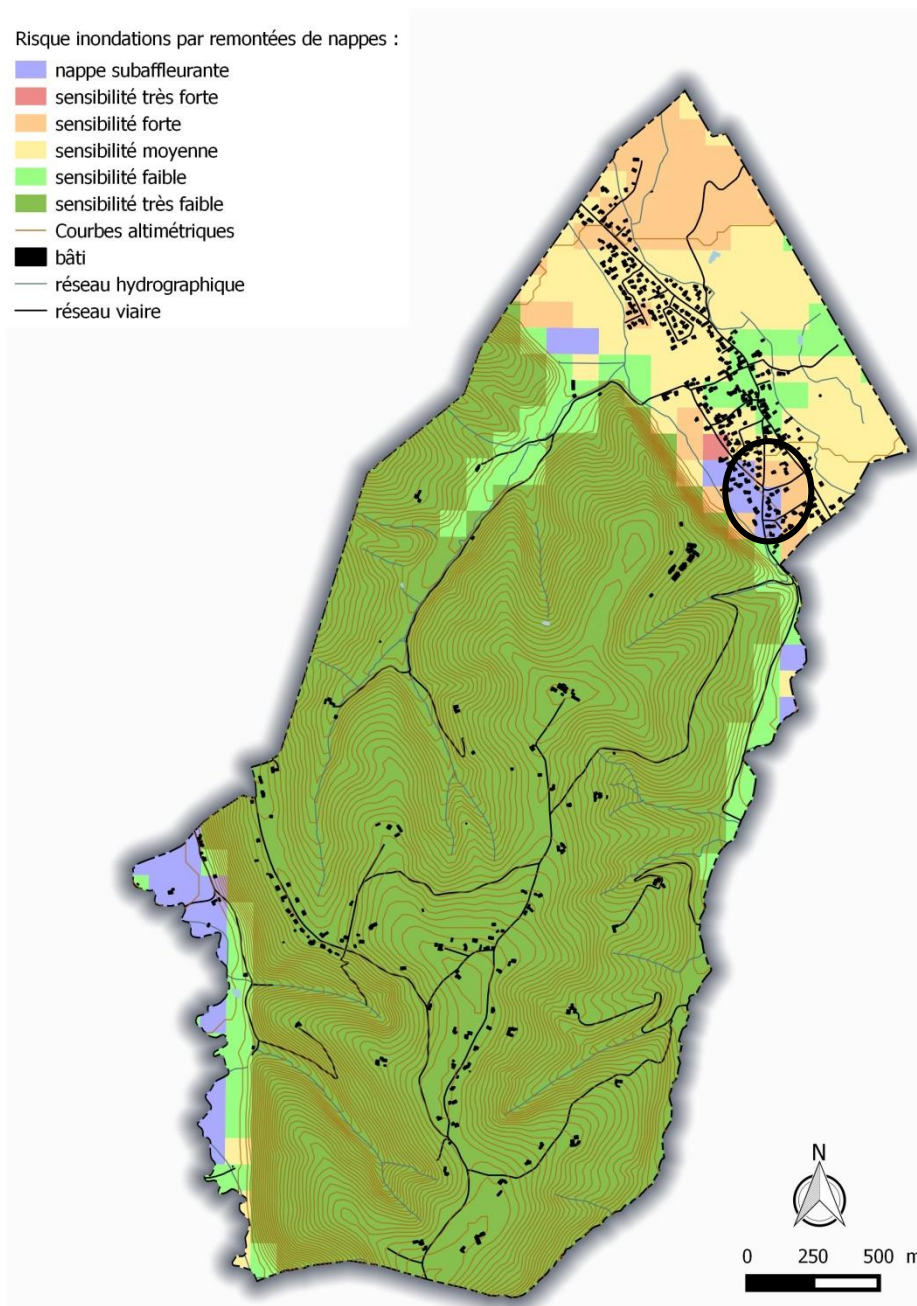 Risque inondations par remontées de nappes :
nappe subaffleurante
sensibilité très forte
sensibilité forte
sensibilité moyenne
sensibilité faible
sensibilité très faible
Courbes altimétriques
bâti
réseau hydrographique
réseau viaire
N
0 250 500 m